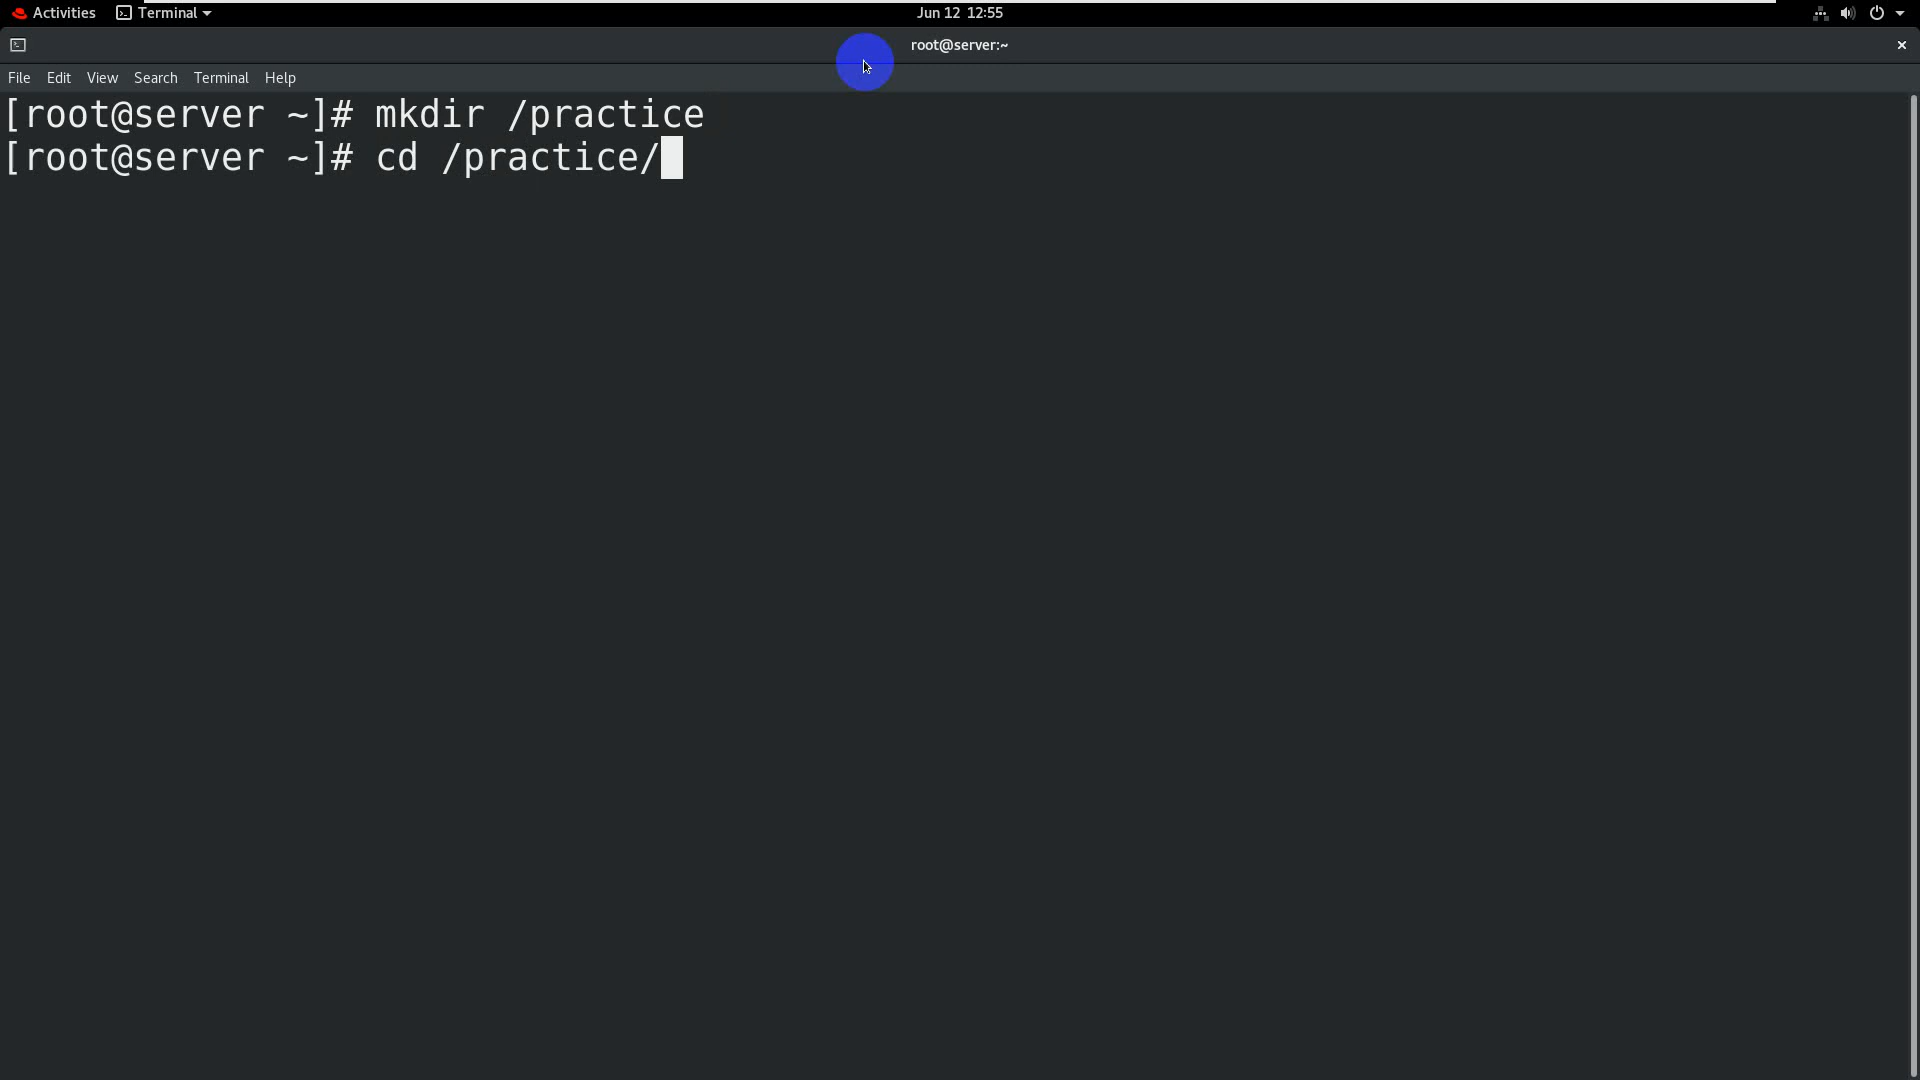 Activities Terminal Jun 12 12:55
root@server:~
File Edit View Search Terminal Help
[root@server ~]# mkdir /practice
[root@server ~]# cd /practice/